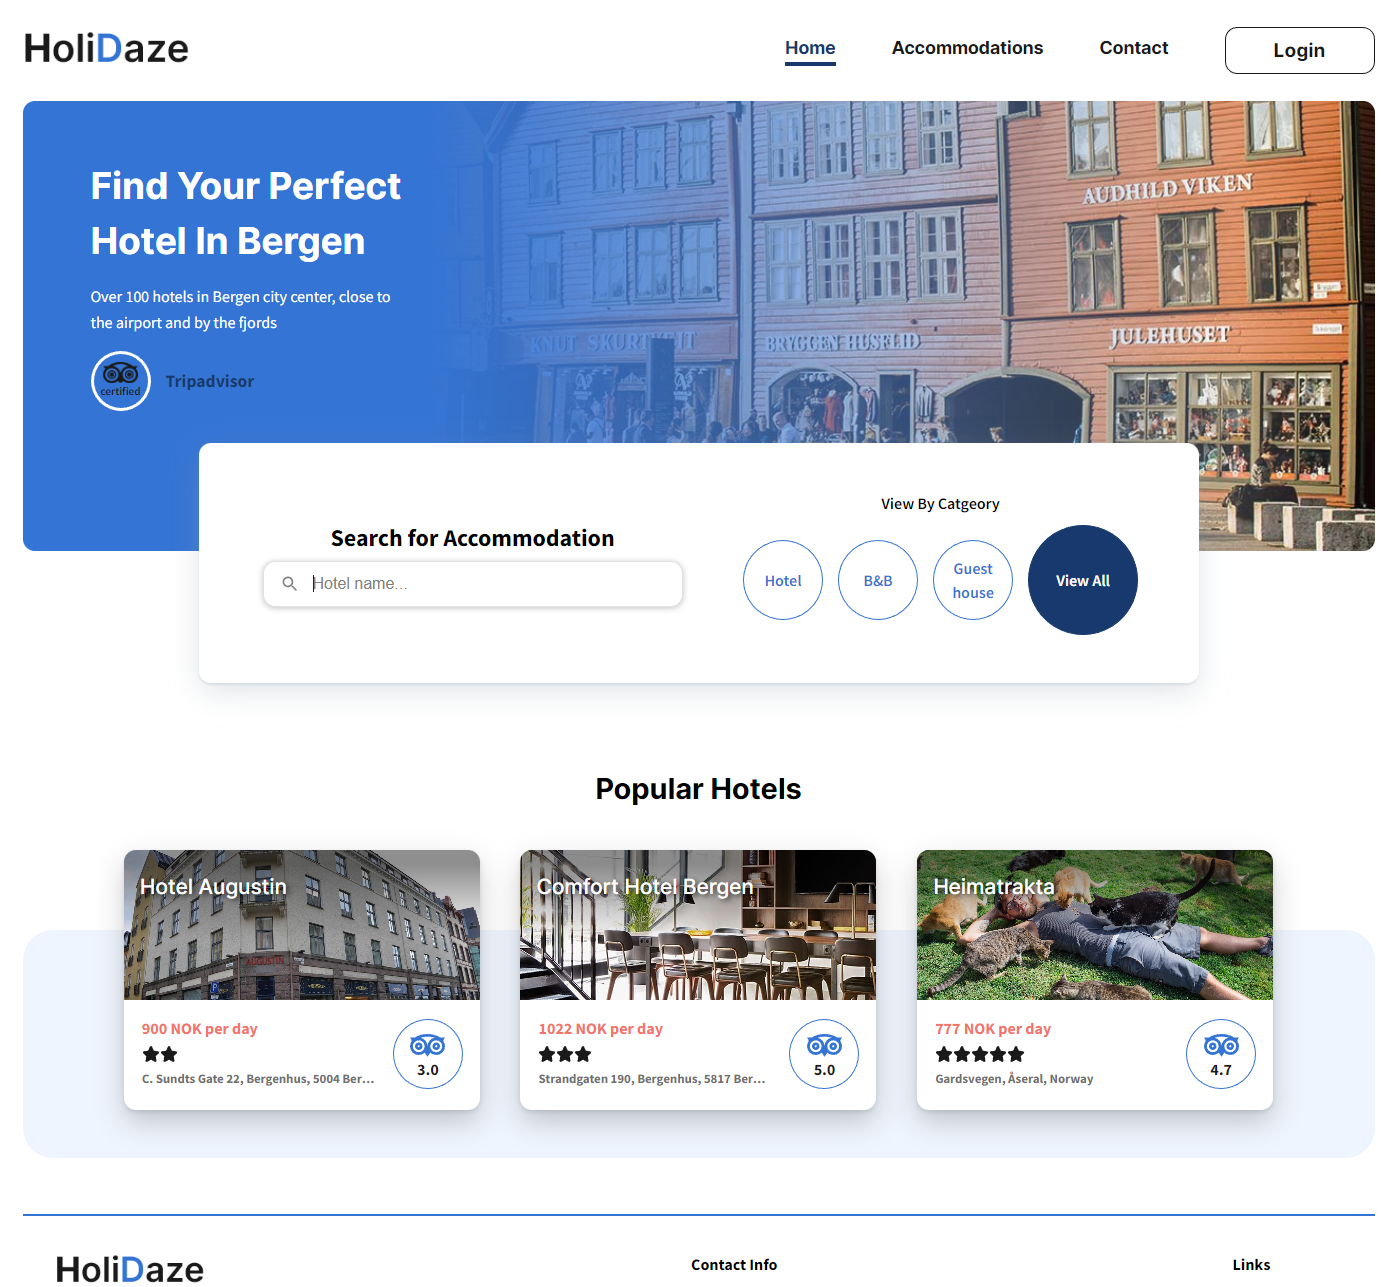 HoliDaze
Home
Accommodations
Contact
Login
Find Your Perfect
Hotel In Bergen
Over 100 hotels in Bergen city center, close to
the airport and by the fjords
certified
Tripadvisor
AUDHILD VIKEN
KNUT SKURTVEIT
BRYGGEN HUSFLID
JULEHUSET
Search for Accommodation
Hotel name...
View By Catgeory
Hotel
B&B
Guest
house
View All
Popular Hotels
Hotel Augustin
AUGUSTIN
P
900 NOK per day
C. Sundts Gate 22, Bergenhus, 5004 Ber...
3.0
Comfort Hotel Bergen
1022 NOK per day
Strandgaten 190, Bergenhus, 5817 Ber...
5.0
Heimatrakta
777 NOK per day
Gardsvegen, Åseral, Norway
4.7
HoliDaze
Contact Info
Links